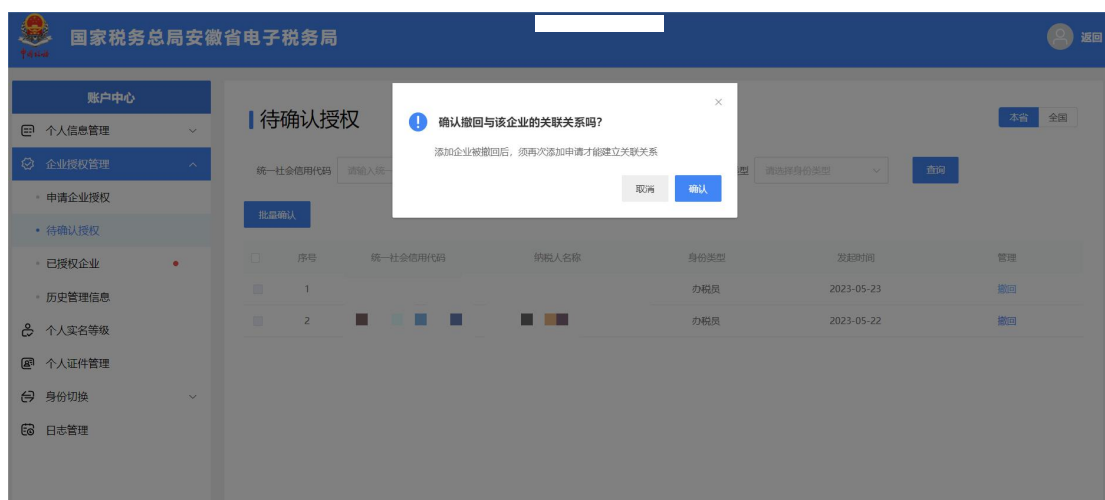 国家税务总局安徽省电子税务局
返回
账户中心
个人信息管理
企业授权管理
申请企业授权
待确认授权
已授权企业
历史管理信息
个人实名等级
个人证件管理
身份切换
日志管理
待确认授权
本省 全国
统一社会信用代码 请输入统一 型 请选择身份类型 查询
批量确认
确认撤回与该企业的关联关系吗?
添加企业被撤回后,须再次添加申请才能建立关联关系
取消 确认
序号 统一社会信用代码 纳税人名称 身份类型 发起时间 管理
1 办税员 2023-05-23 撤回
2 办税员 2023-05-22 撤回